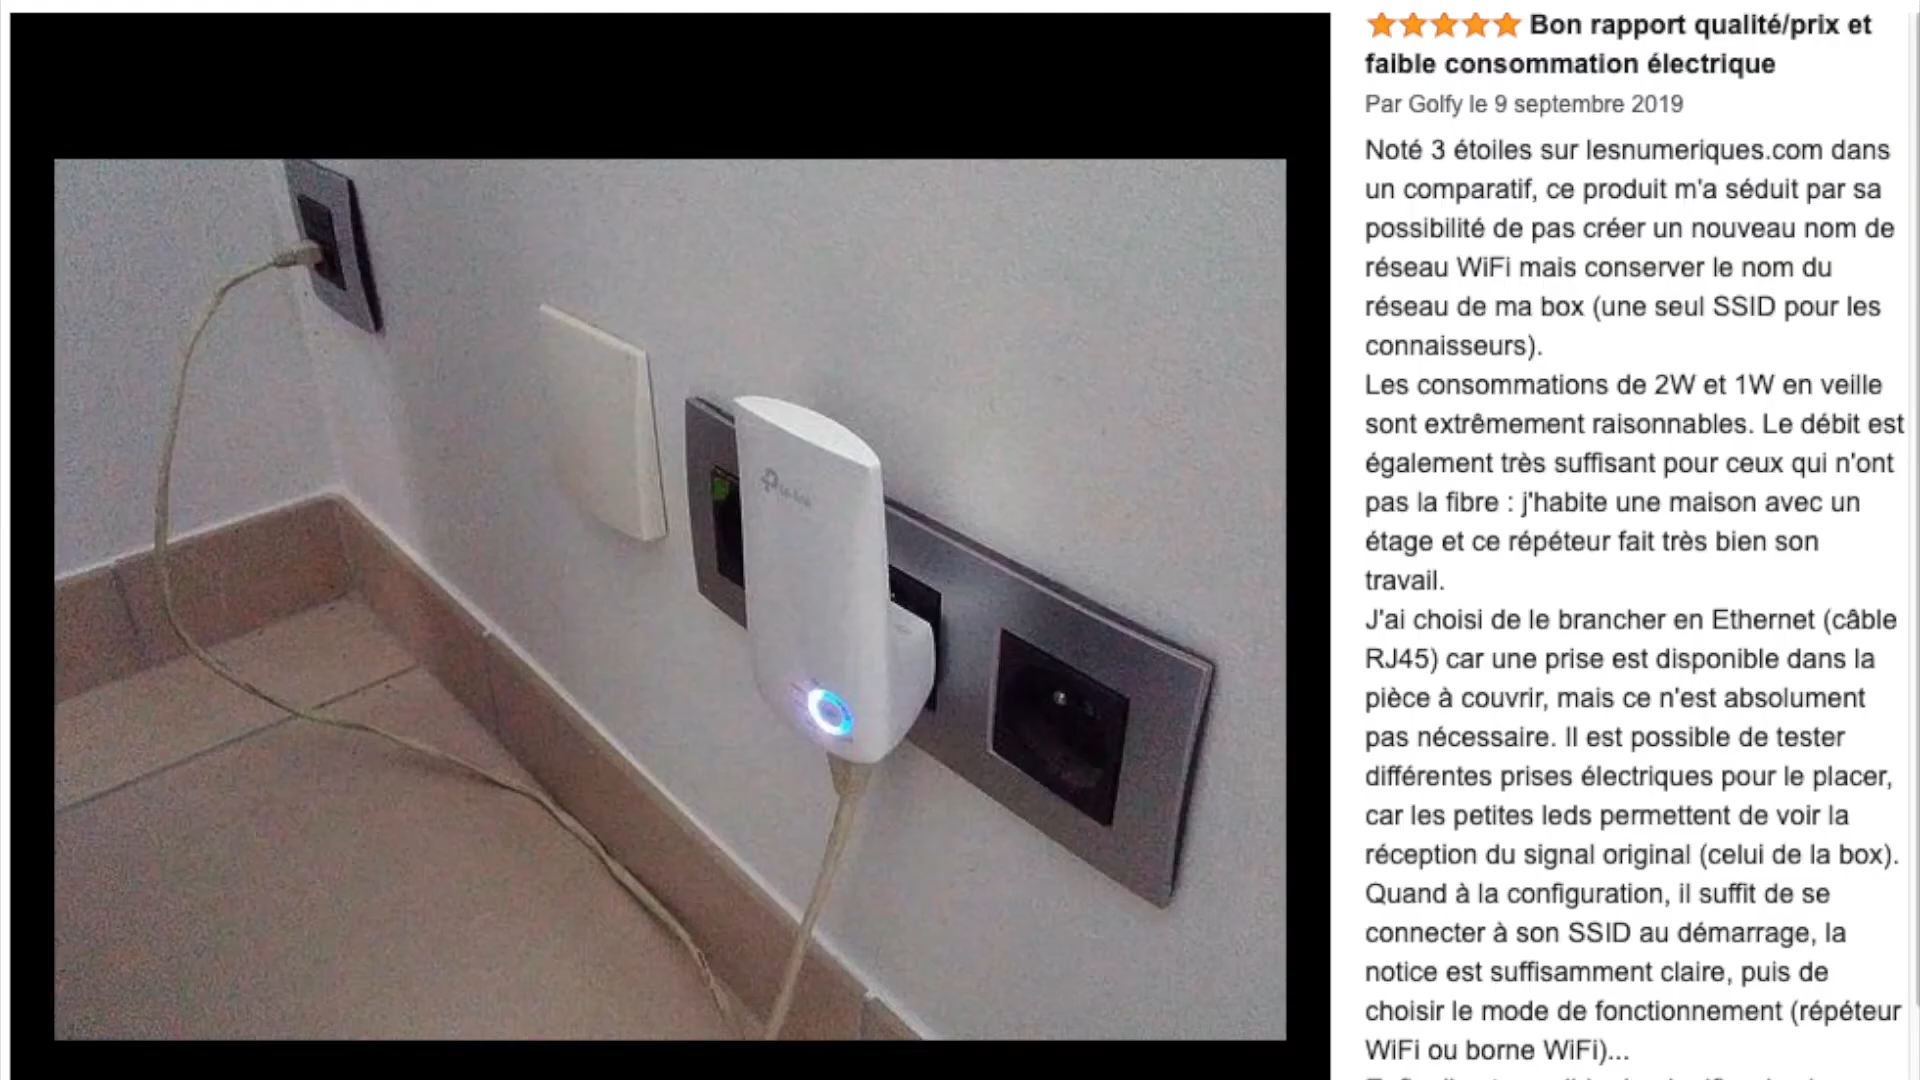 Bon rapport qualité/prix et
faible consommation électrique
Par Golfy le 9 septembre 2019
Noté 3 étoiles sur lesnumeriques.com dans
un comparatif, ce produit m'a séduit par sa
possibilité de pas créer un nouveau nom de
réseau WiFi mais conserver le nom du
réseau de ma box (une seul SSID pour les
connaisseurs).
Les consommations de 2W et 1W en veille
sont extrêmement raisonnables. Le débit est
également très suffisant pour ceux qui n'ont
pas la fibre : j'habite une maison avec un
étage et ce répéteur fait très bien son
travail.
J'ai choisi de le brancher en Ethernet (câble
RJ45) car une prise est disponible dans la
pièce à couvrir, mais ce n'est absolument
pas nécessaire. Il est possible de tester
différentes prises électriques pour le placer,
car les petites leds permettent de voir la
réception du signal original (celui de la box).
Quand à la configuration, il suffit de se
connecter à son SSID au démarrage, la
notice est suffisamment claire, puis de
choisir le mode de fonctionnement (répéteur
WiFi ou borne WiFi)...
tp-link